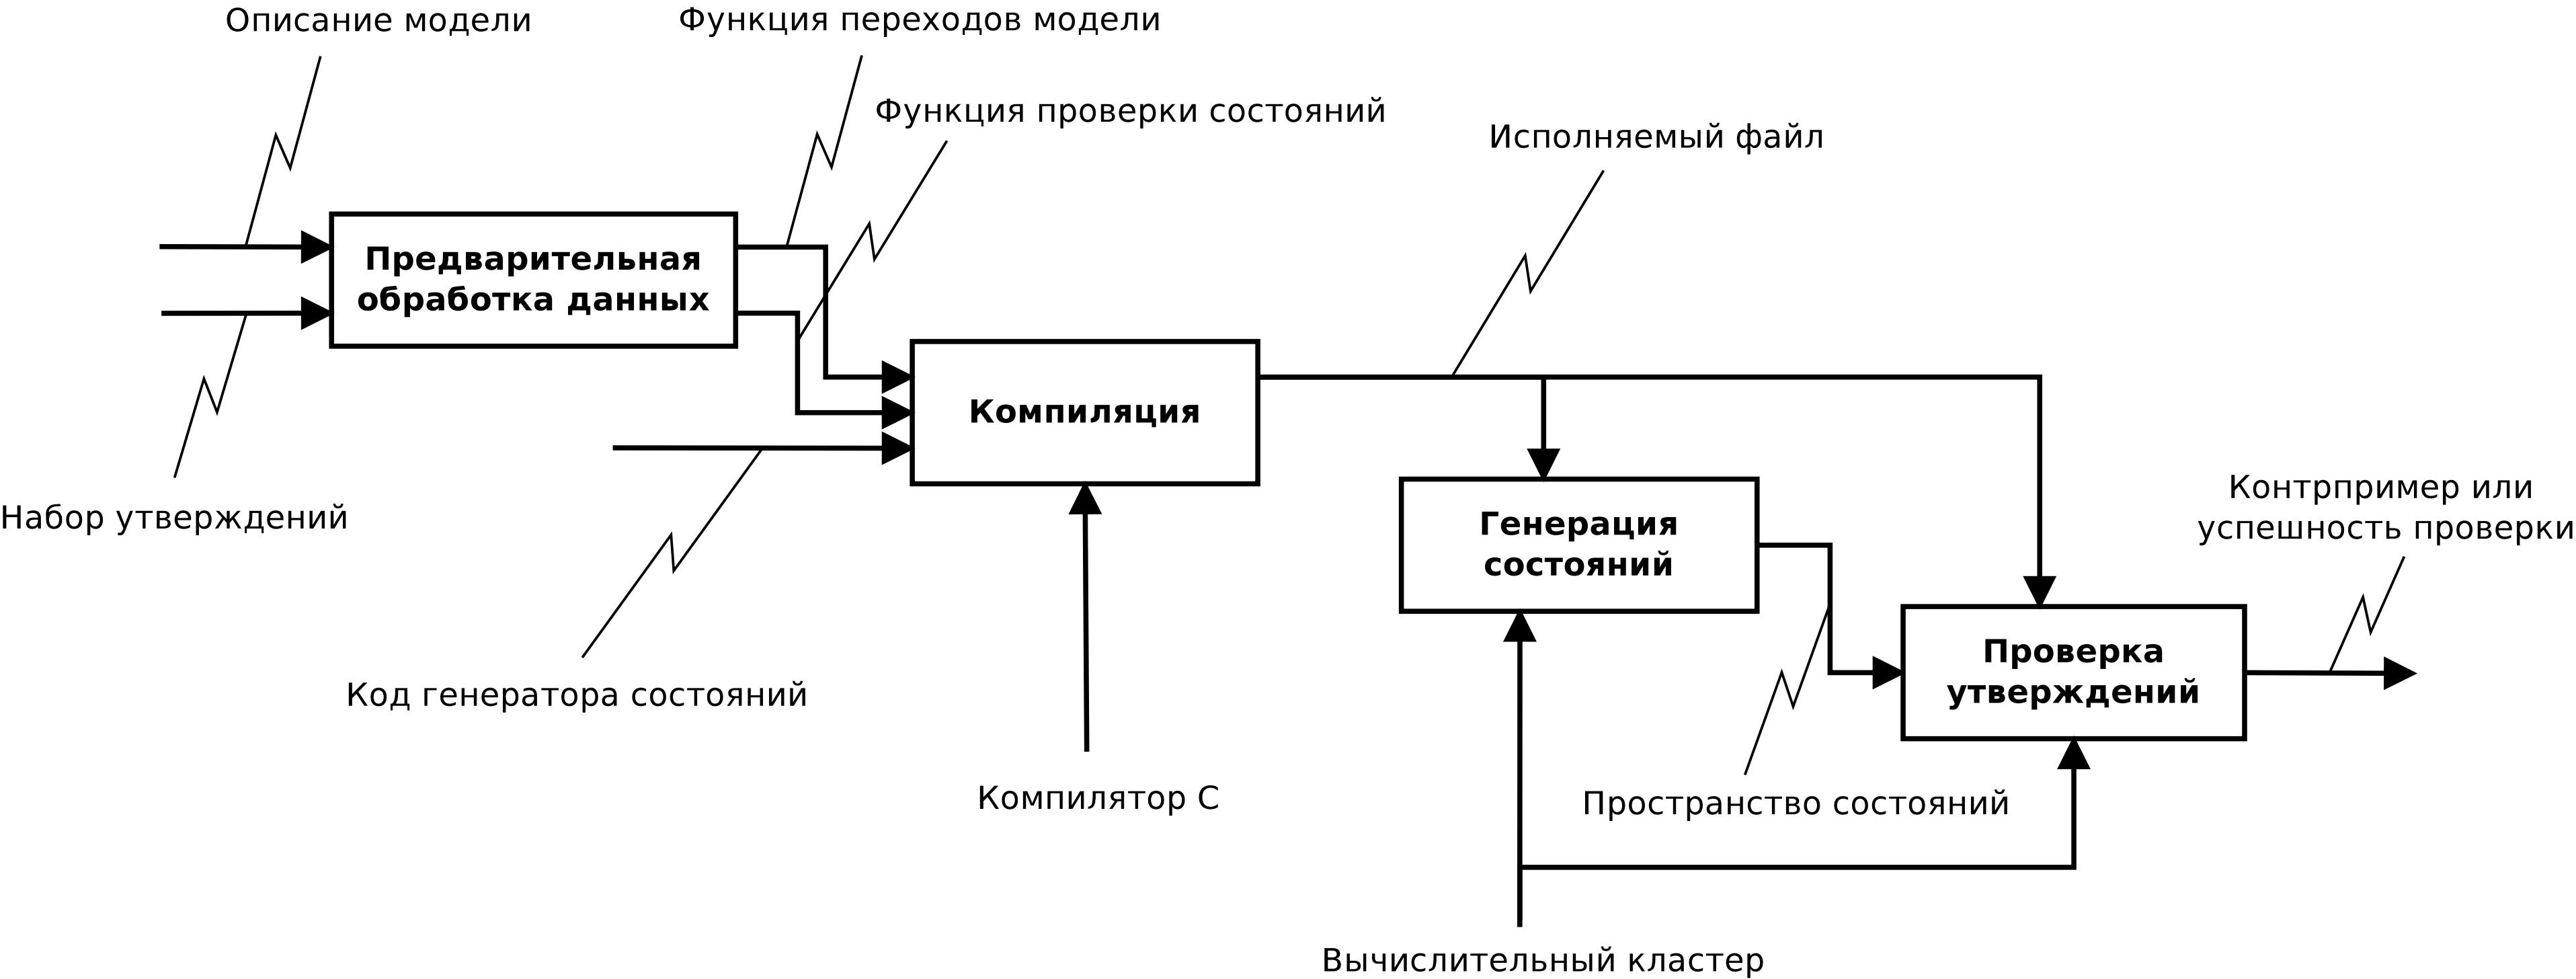 Описание модели
Функция переходов модели
Функция проверки состояний
Исполняемый файл
Предварительная
обработка данных
Компиляция
Набор утверждений
Генерация
состояний
Контрпример или
успешность проверки
Проверка
утверждений
Код генератора состояний
Компилятор С
Пространство состояний
Вычислительный кластер